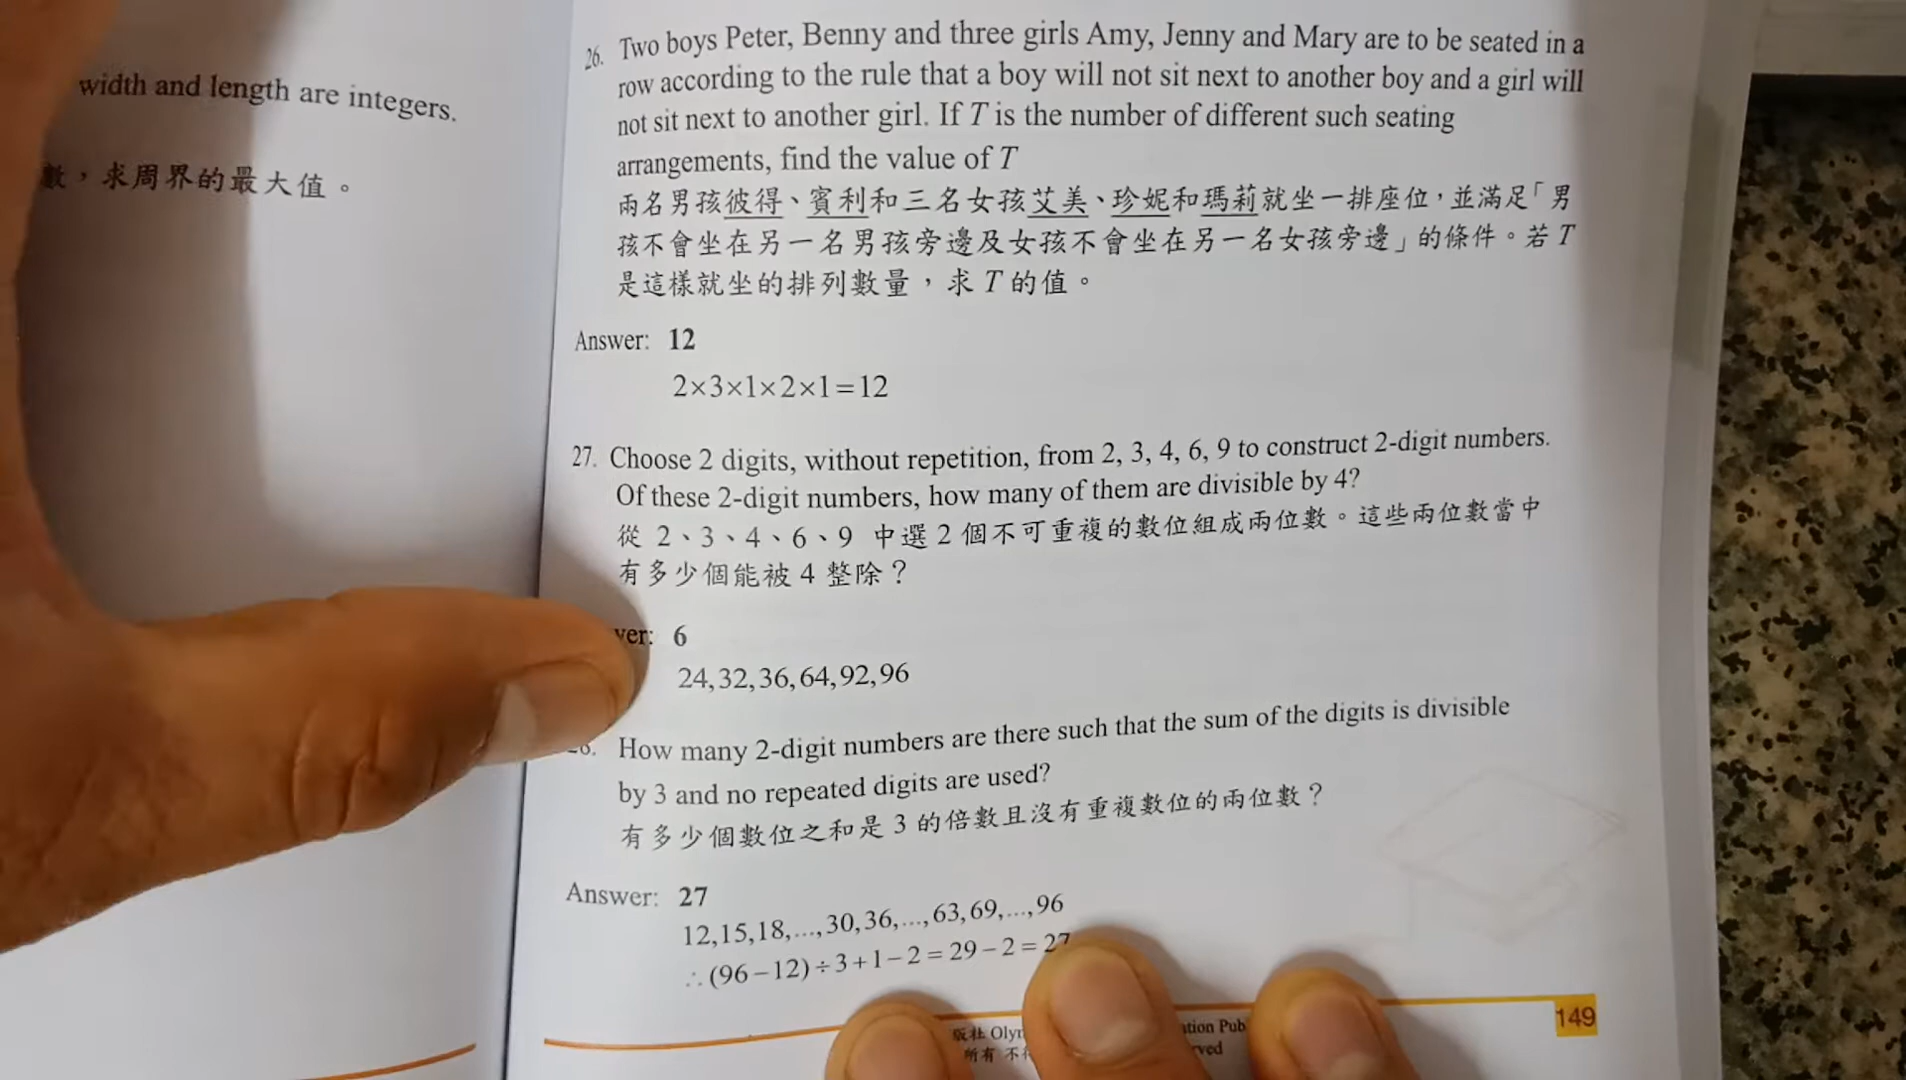 width and length are integers.
數，求周界的最大值。
26. Two boys Peter, Benny and three girls Amy, Jenny and Mary are to be seated in a
row according to the rule that a boy will not sit next to another boy and a girl will
not sit next to another girl. If T is the number of different such seating
arrangements, find the value of T
兩名男孩彼得、賓利和三名女孩艾美、珍妮和瑪莉就坐一排座位，並滿足「男
孩不會坐在另一名男孩旁邊及女孩不會坐在另一名女孩旁邊」的條件。若 T
是這樣就坐的排列數量，求 T 的值。
Answer: 12
2×3×1×2×1=12
27. Choose 2 digits, without repetition, from 2, 3, 4, 6, 9 to construct 2-digit numbers.
Of these 2-digit numbers, how many of them are divisible by 4?
從 2、3、4、6、9 中選 2 個不可重複的數位組成兩位數。這些兩位數當中
有多少個能被 4 整除？
wer: 6
24,32,36,64,92,96
How many 2-digit numbers are there such that the sum of the digits is divisible
by 3 and no repeated digits are used?
有多少個數位之和是 3 的倍數且沒有重複數位的兩位數？
Answer: 27
12,15,18,...,30,36,...,63,69,...,96
∴(96−12)÷3+1−2=29−2=27
版社 Olyn
ation Pub
所有 不
rved
149